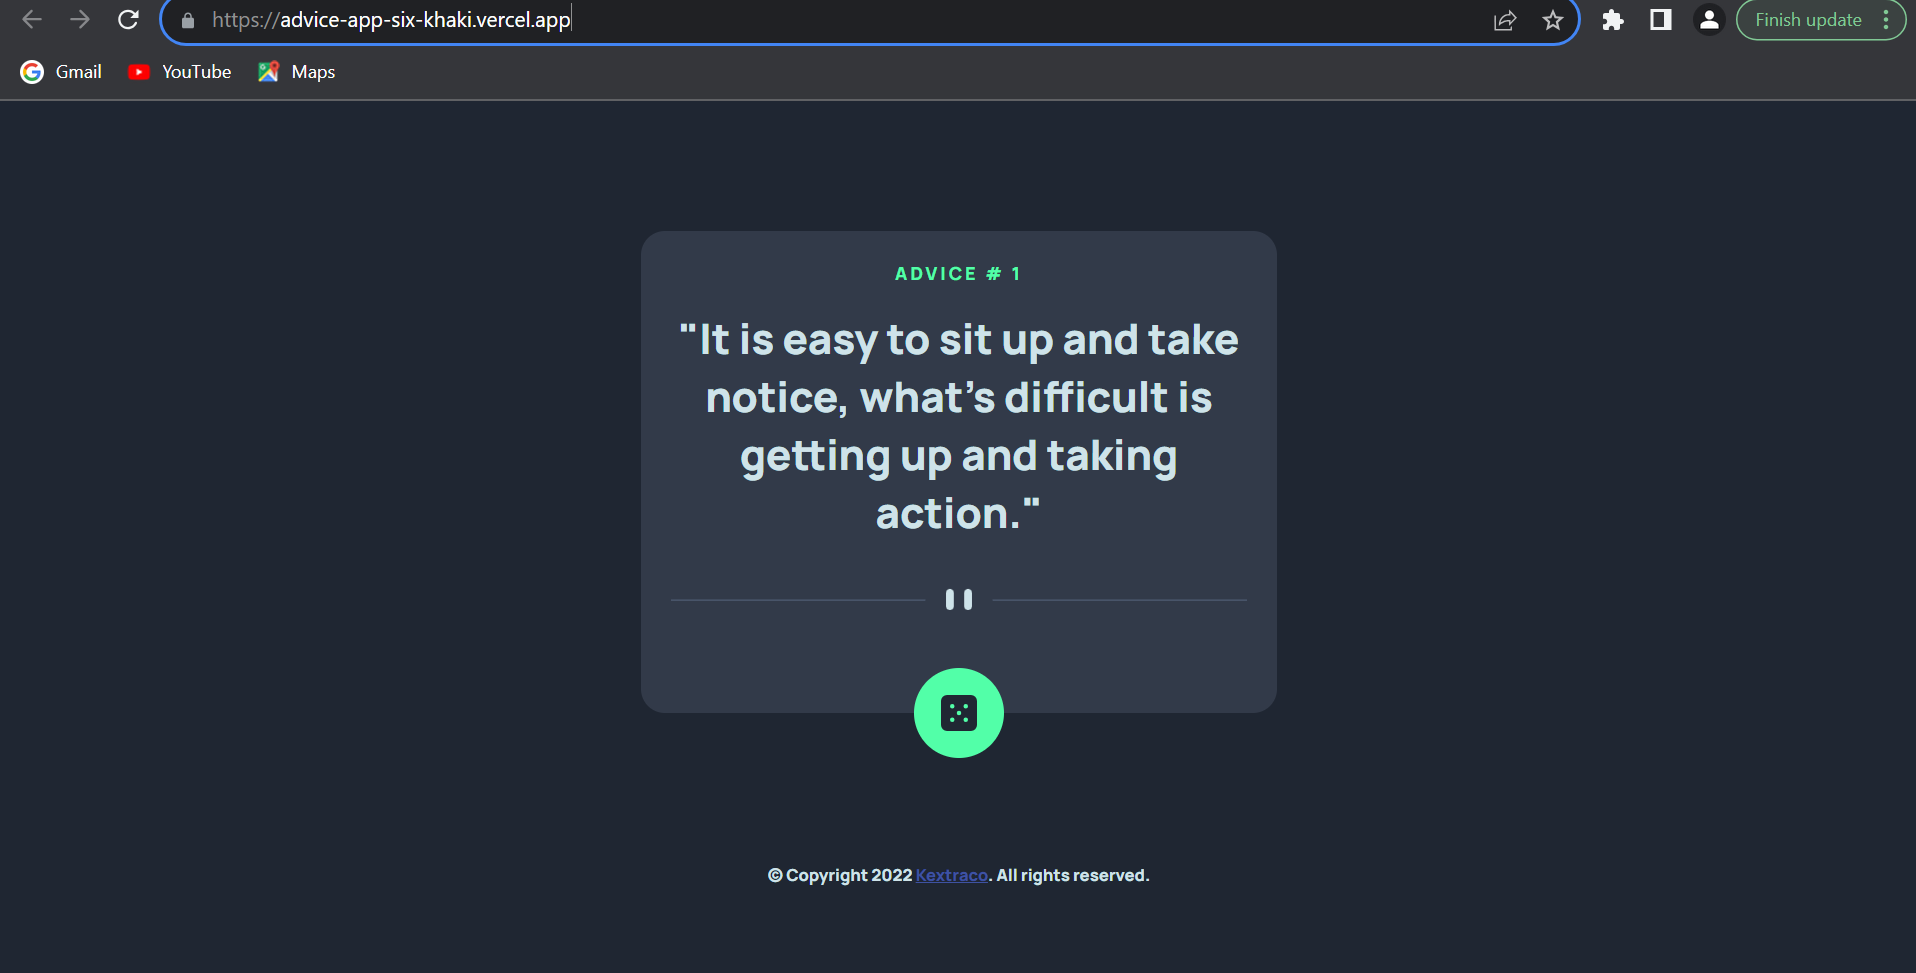 https://advice-app-six-khaki.vercel.app
Finish update
Gmail YouTube Maps
ADVICE # 1
"It is easy to sit up and take
notice, what's difficult is
getting up and taking
action."
© Copyright 2022 Kextraco. All rights reserved.